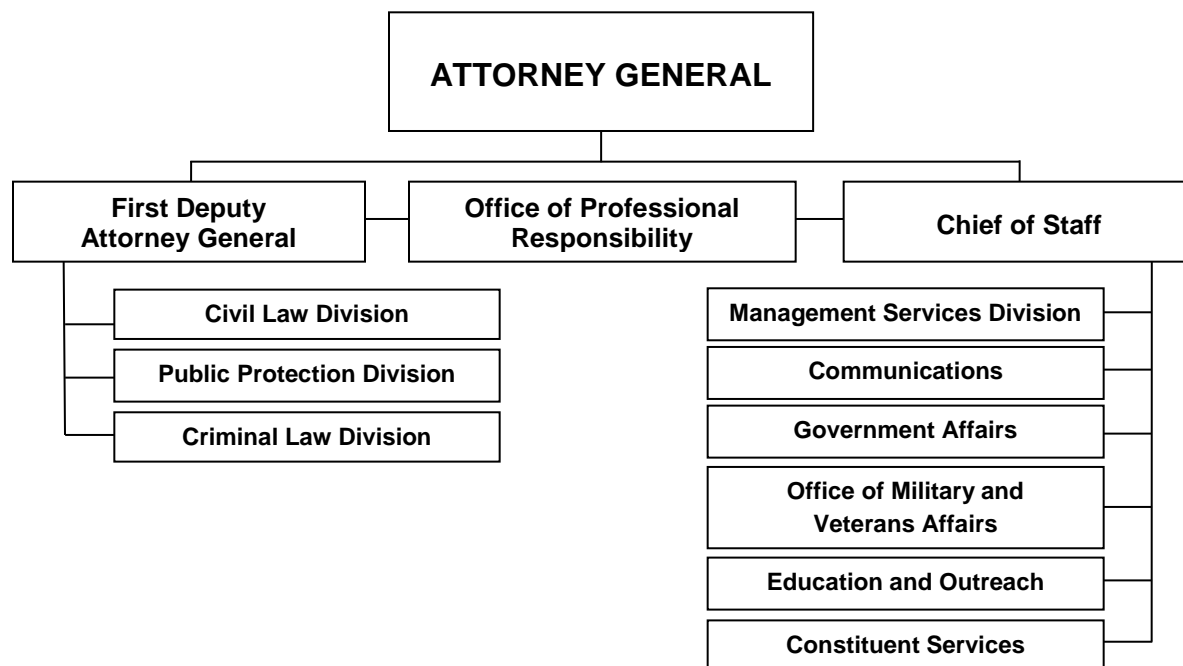 ATTORNEY GENERAL
First Deputy
Attorney General
Office of Professional
Responsibility
Chief of Staff
Civil Law Division
Public Protection Division
Criminal Law Division
Management Services Division
Communications
Government Affairs
Office of Military and
Veterans Affairs
Education and Outreach
Constituent Services